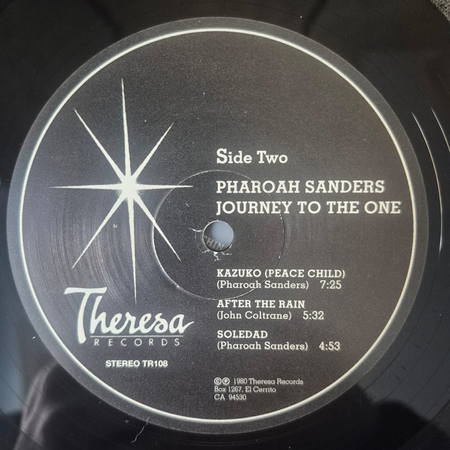 Side Two
PHAROAH SANDERS
JOURNEY TO THE ONE
KAZUKO (PEACE CHILD)
(Pharoah Sanders) 7:25
AFTER THE RAIN
(John Coltrane) 5:32
SOLEDAD
(Pharoah Sanders) 4:53
Theresa
RECORDS
STEREO TR108
©℗ 1980 Theresa Records
Box 1267, El Cerrito
CA 94530